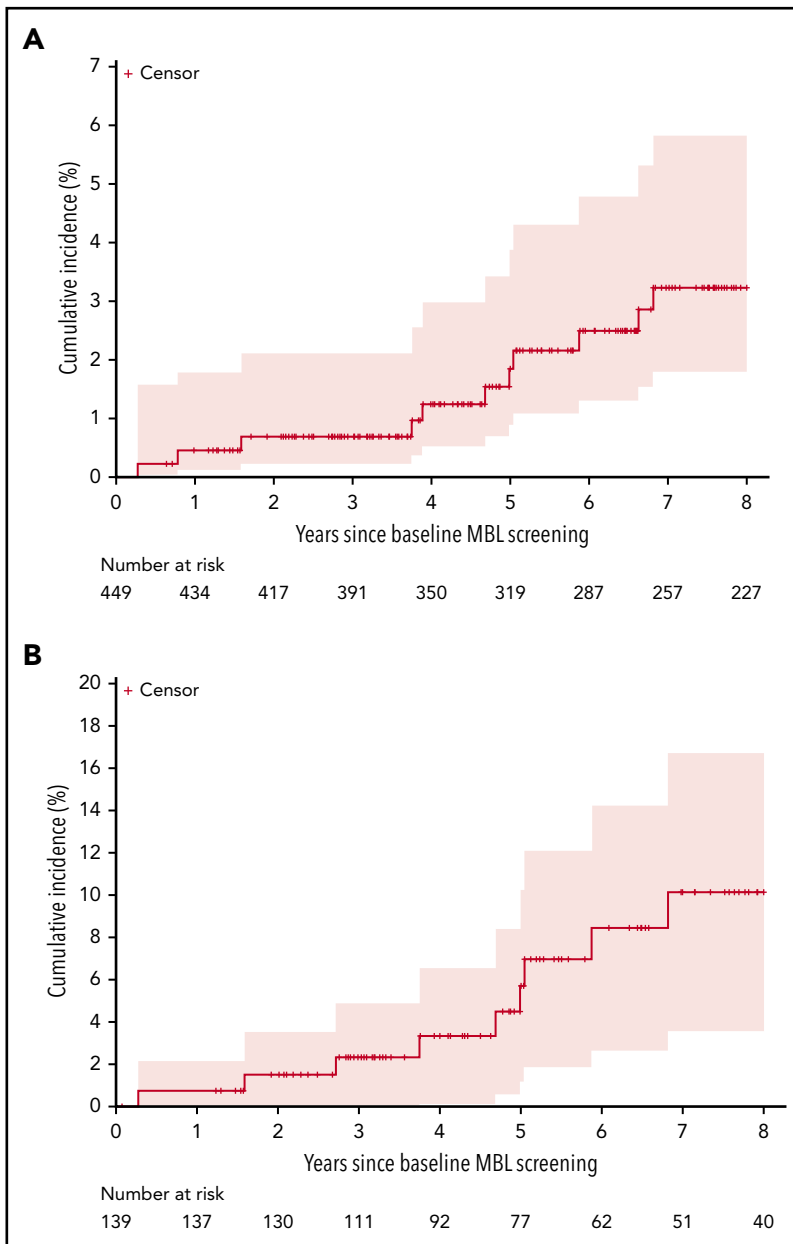 A
7
+ Censor
6
5
4
3
2
1
0
Cumulative incidence (%)
0 1 2 3 4 5 6 7 8
Years since baseline MBL screening
Number at risk
449 434 417 391 350 319 287 257 227
B
20
+ Censor
18
16
14
12
10
8
6
4
2
0
Cumulative incidence (%)
0 1 2 3 4 5 6 7 8
Years since baseline MBL screening
Number at risk
139 137 130 111 92 77 62 51 40